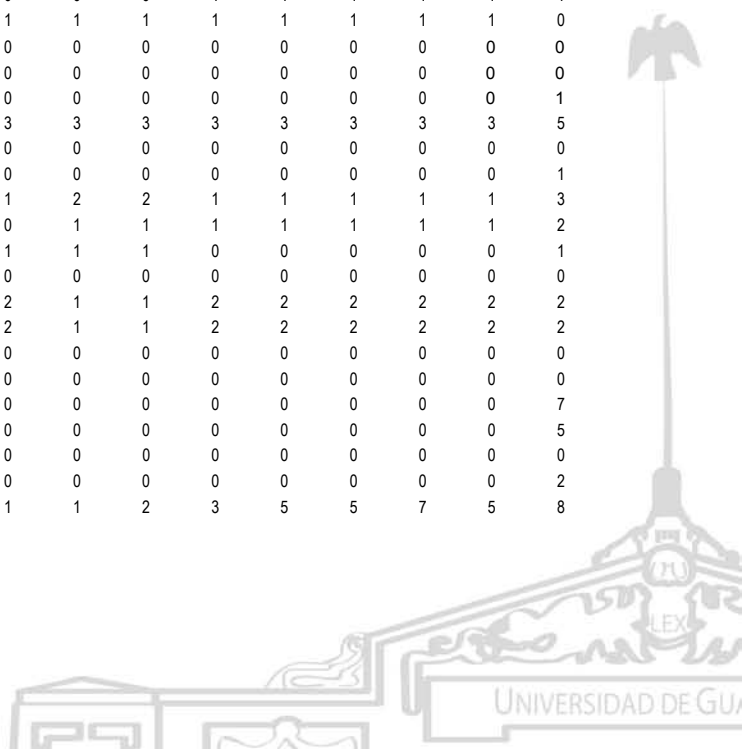 1 1 1 1 1 1 1 1 0
0 0 0 0 0 0 0 0 0
0 0 0 0 0 0 0 0 0
0 0 0 0 0 0 0 0 1
3 3 3 3 3 3 3 3 5
0 0 0 0 0 0 0 0 0
0 0 0 0 0 0 0 0 1
1 2 2 1 1 1 1 1 3
0 1 1 1 1 1 1 1 2
1 1 1 0 0 0 0 0 1
0 0 0 0 0 0 0 0 0
2 1 1 2 2 2 2 2 2
2 1 1 2 2 2 2 2 2
0 0 0 0 0 0 0 0 0
0 0 0 0 0 0 0 0 0
0 0 0 0 0 0 0 0 7
0 0 0 0 0 0 0 0 5
0 0 0 0 0 0 0 0 0
0 0 0 0 0 0 0 0 2
1 1 2 3 5 5 7 5 8
LEX
UNIVERSIDAD DE GUA